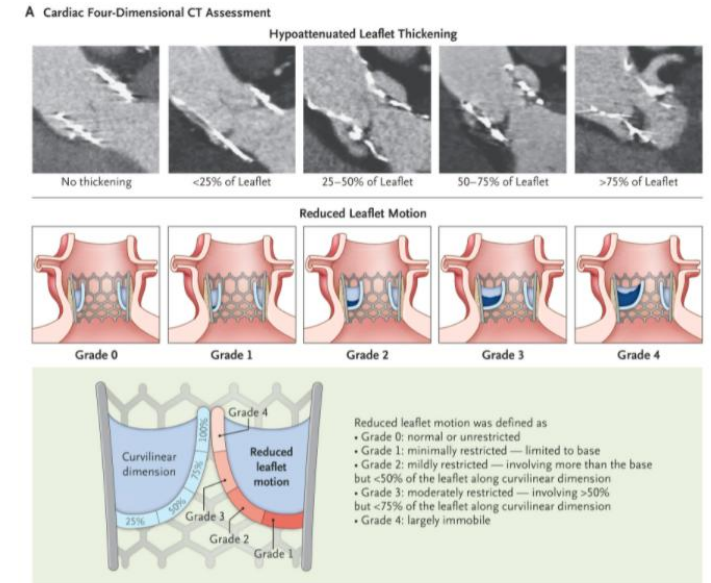 A Cardiac Four-Dimensional CT Assessment
Hypoattenuated Leaflet Thickening
No thickening
<25% of Leaflet
25–50% of Leaflet
50–75% of Leaflet
>75% of Leaflet
Reduced Leaflet Motion
Grade 0
Grade 1
Grade 2
Grade 3
Grade 4
Curvilinear
dimension
25%
50%
75%
100%
Grade 4
Reduced
leaflet
motion
Grade 3
Grade 2
Grade 1
Reduced leaflet motion was defined as
• Grade 0: normal or unrestricted
• Grade 1: minimally restricted — limited to base
• Grade 2: mildly restricted — involving more than the base
but <50% of the leaflet along curvilinear dimension
• Grade 3: moderately restricted — involving >50%
but <75% of the leaflet along curvilinear dimension
• Grade 4: largely immobile